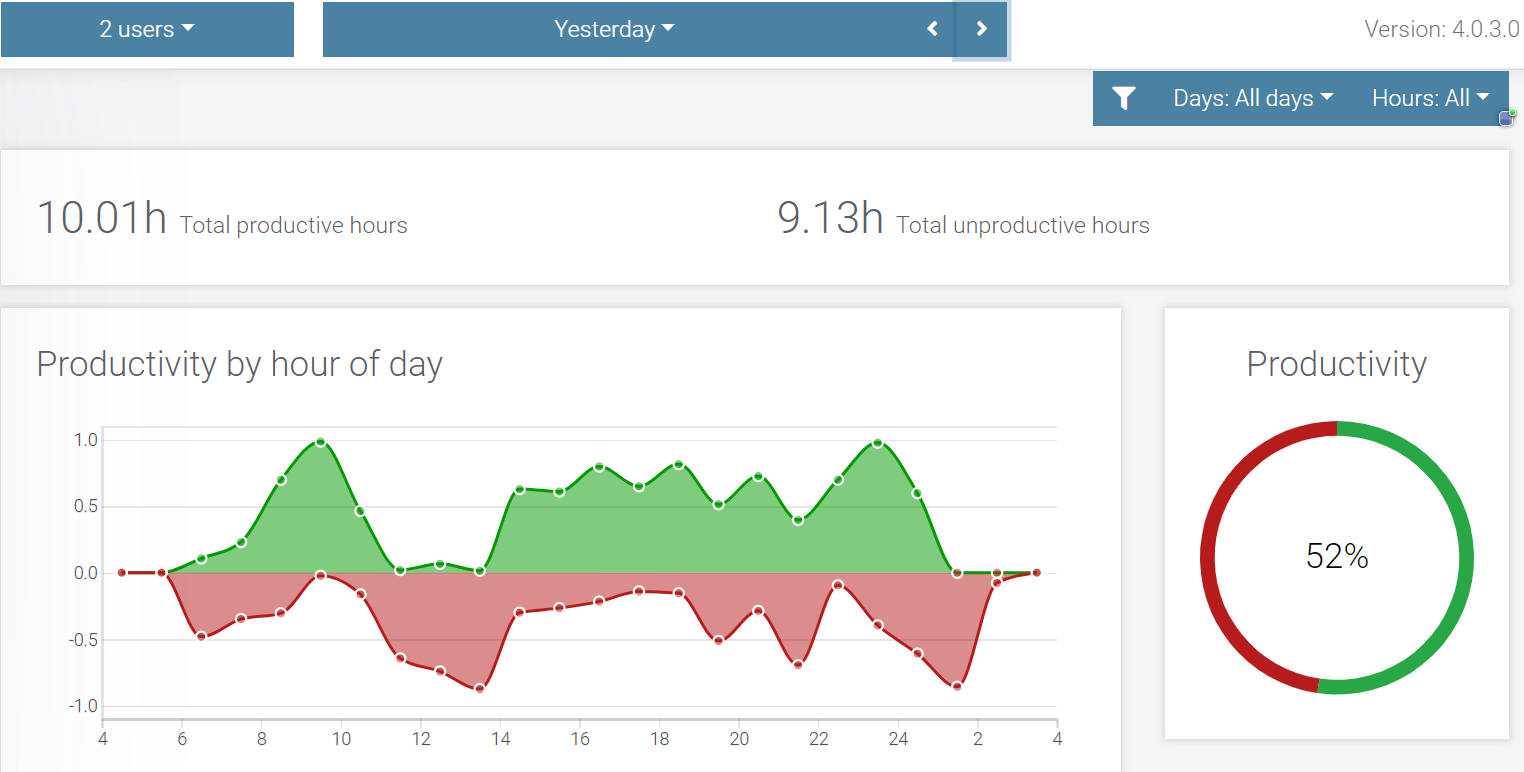 2 users Yesterday Version: 4.0.3.0
Days: All days Hours: All
10.01h Total productive hours 9.13h Total unproductive hours
Productivity by hour of day
Productivity
1.0
0.5
0.0
-0.5
-1.0
4 6 8 10 12 14 16 18 20 22 24 2 4
52%